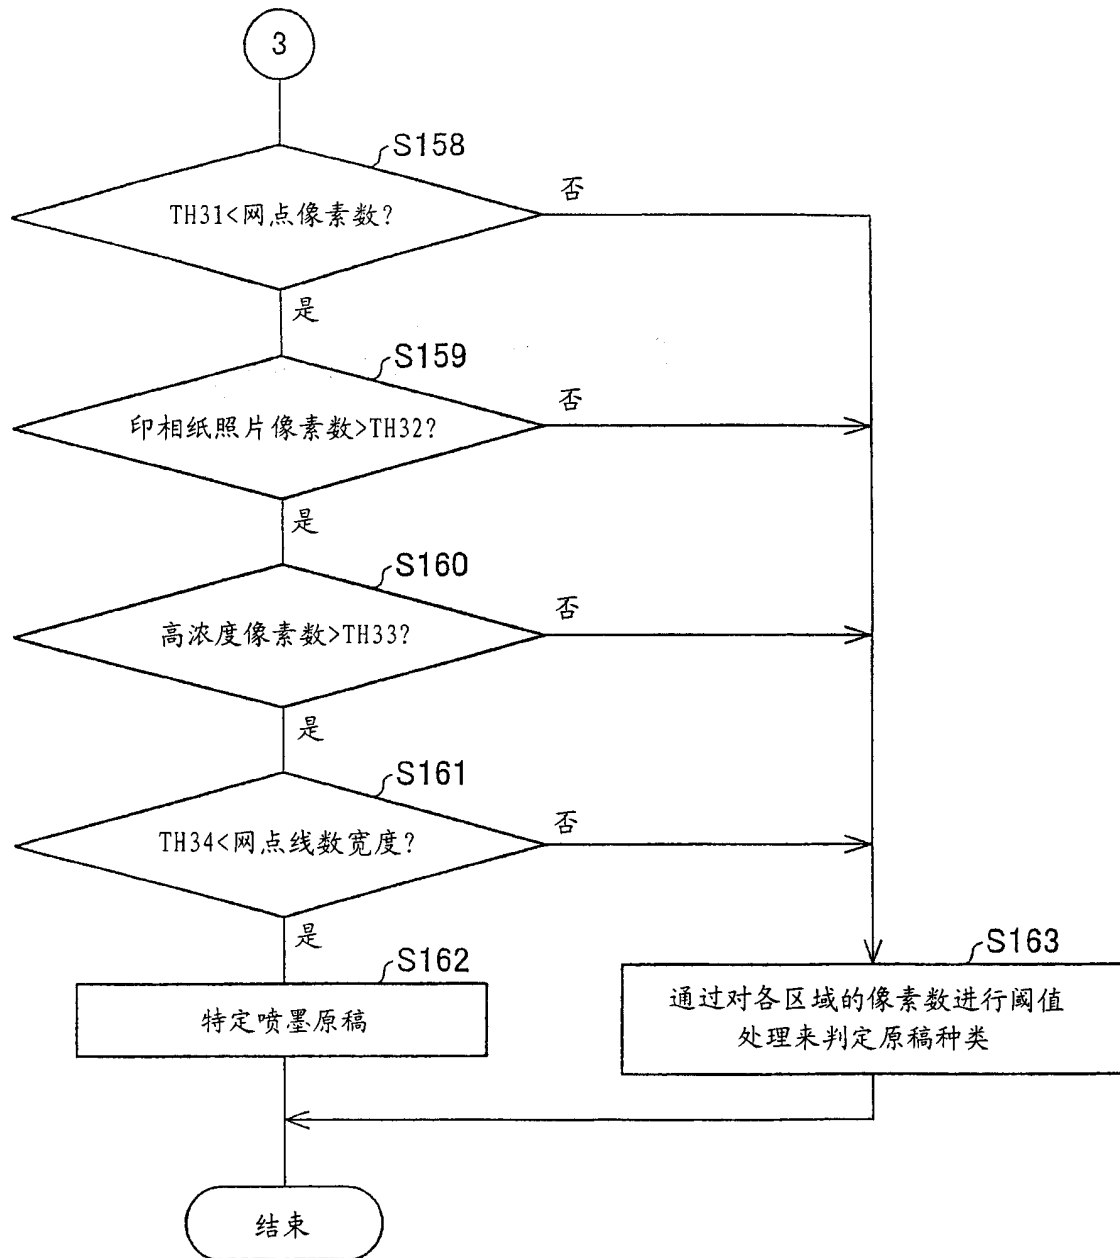 3
S158
TH31<网点像素数?
否
是
S159
印相纸照片像素数>TH32?
否
是
S160
高浓度像素数>TH33?
否
是
S161
TH34<网点线数宽度?
否
是
S162
特定喷墨原稿
S163
通过对各区域的像素数进行阈值
处理来判定原稿种类
结束